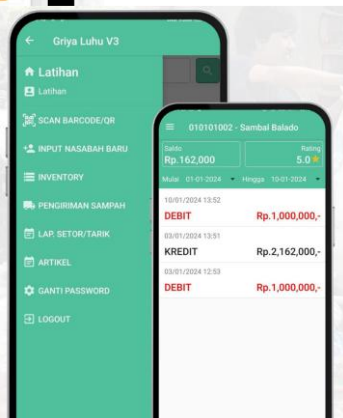 Griya Luhu V3
Latihan
Latihan
SCAN BARCODE/QR
INPUT NASABAH BARU
INVENTORY
PENGIRIMAN SAMPAH
LAP. SETOR/TARIK
ARTIKEL
GANTI PASSWORD
LOGOUT
010101002 - Sambal Balado
Saldo Rating
Rp.162,000 5.0
Mulai 01-01-2024 Hingga 10-01-2024
10/01/2024 13:52
DEBIT Rp.1,000,000,-
03/01/2024 13:51
KREDIT Rp.2,162,000,-
03/01/2024 12:53
DEBIT Rp.1,000,000,-